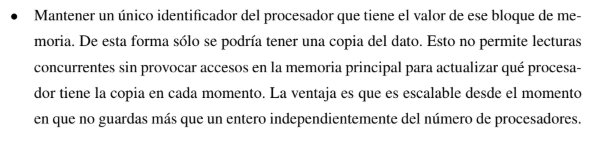 • Mantener un único identificador del procesador que tiene el valor de ese bloque de me-
moria. De esta forma sólo se podría tener una copia del dato. Esto no permite lecturas
concurrentes sin provocar accesos en la memoria principal para actualizar qué procesa-
dor tiene la copia en cada momento. La ventaja es que es escalable desde el momento
en que no guardas más que un entero independientemente del número de procesadores.